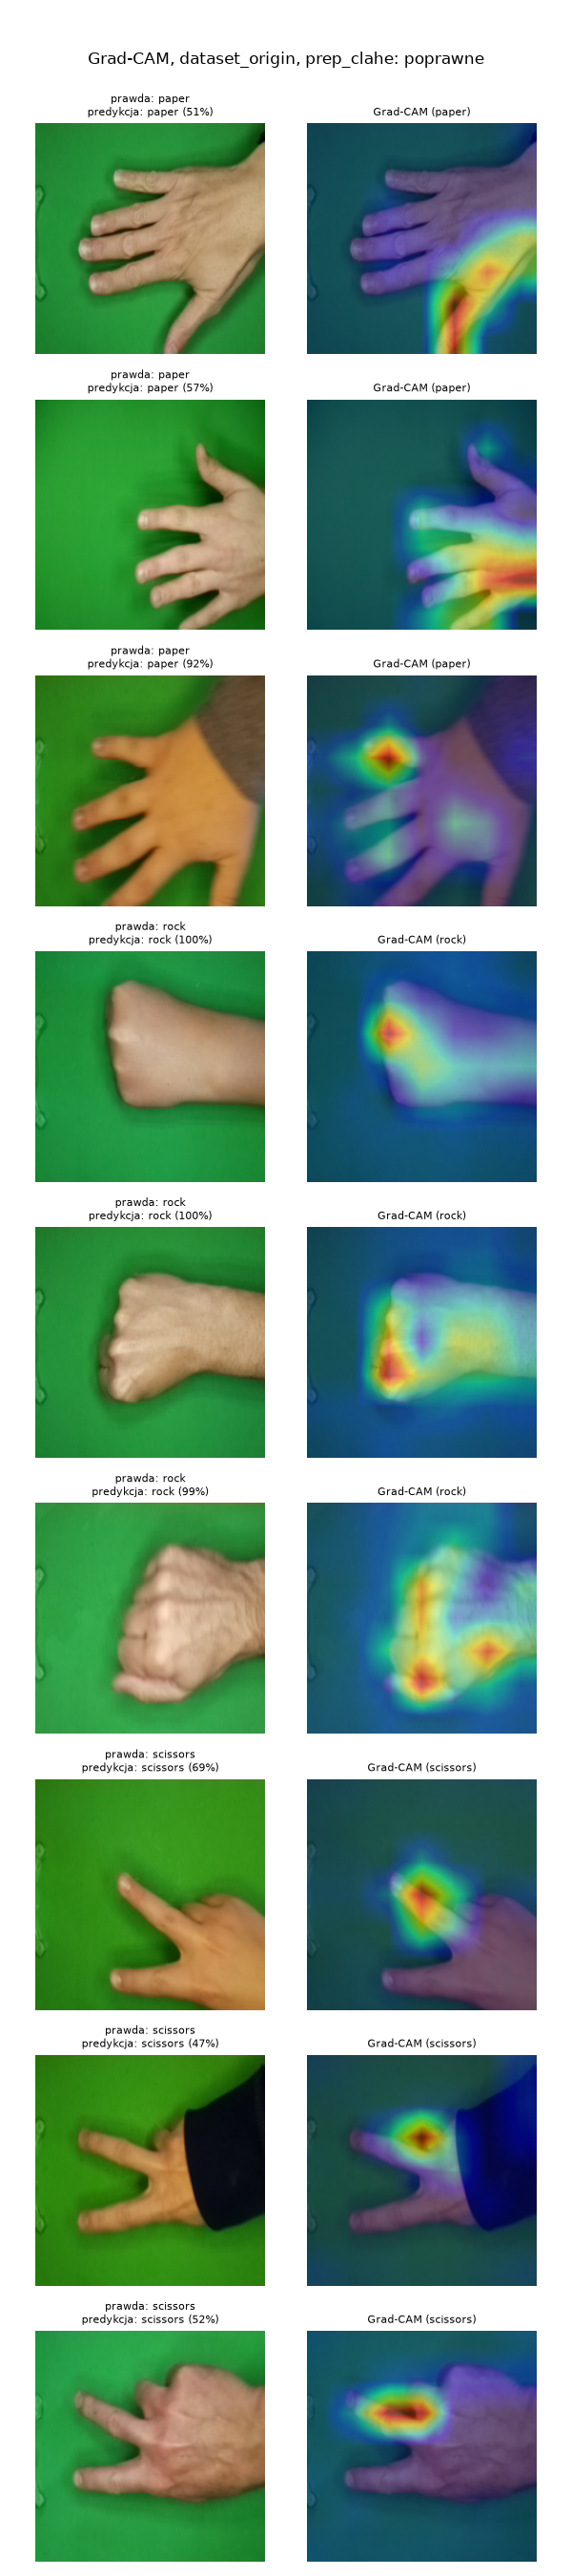 Grad-CAM, dataset_origin, prep_clahe: poprawne
prawda: paper
predykcja: paper (51%)
Grad-CAM (paper)
prawda: paper
predykcja: paper (57%)
Grad-CAM (paper)
prawda: paper
predykcja: paper (92%)
Grad-CAM (paper)
prawda: rock
predykcja: rock (100%)
Grad-CAM (rock)
prawda: rock
predykcja: rock (100%)
Grad-CAM (rock)
prawda: rock
predykcja: rock (99%)
Grad-CAM (rock)
prawda: scissors
predykcja: scissors (69%)
Grad-CAM (scissors)
prawda: scissors
predykcja: scissors (47%)
Grad-CAM (scissors)
prawda: scissors
predykcja: scissors (52%)
Grad-CAM (scissors)